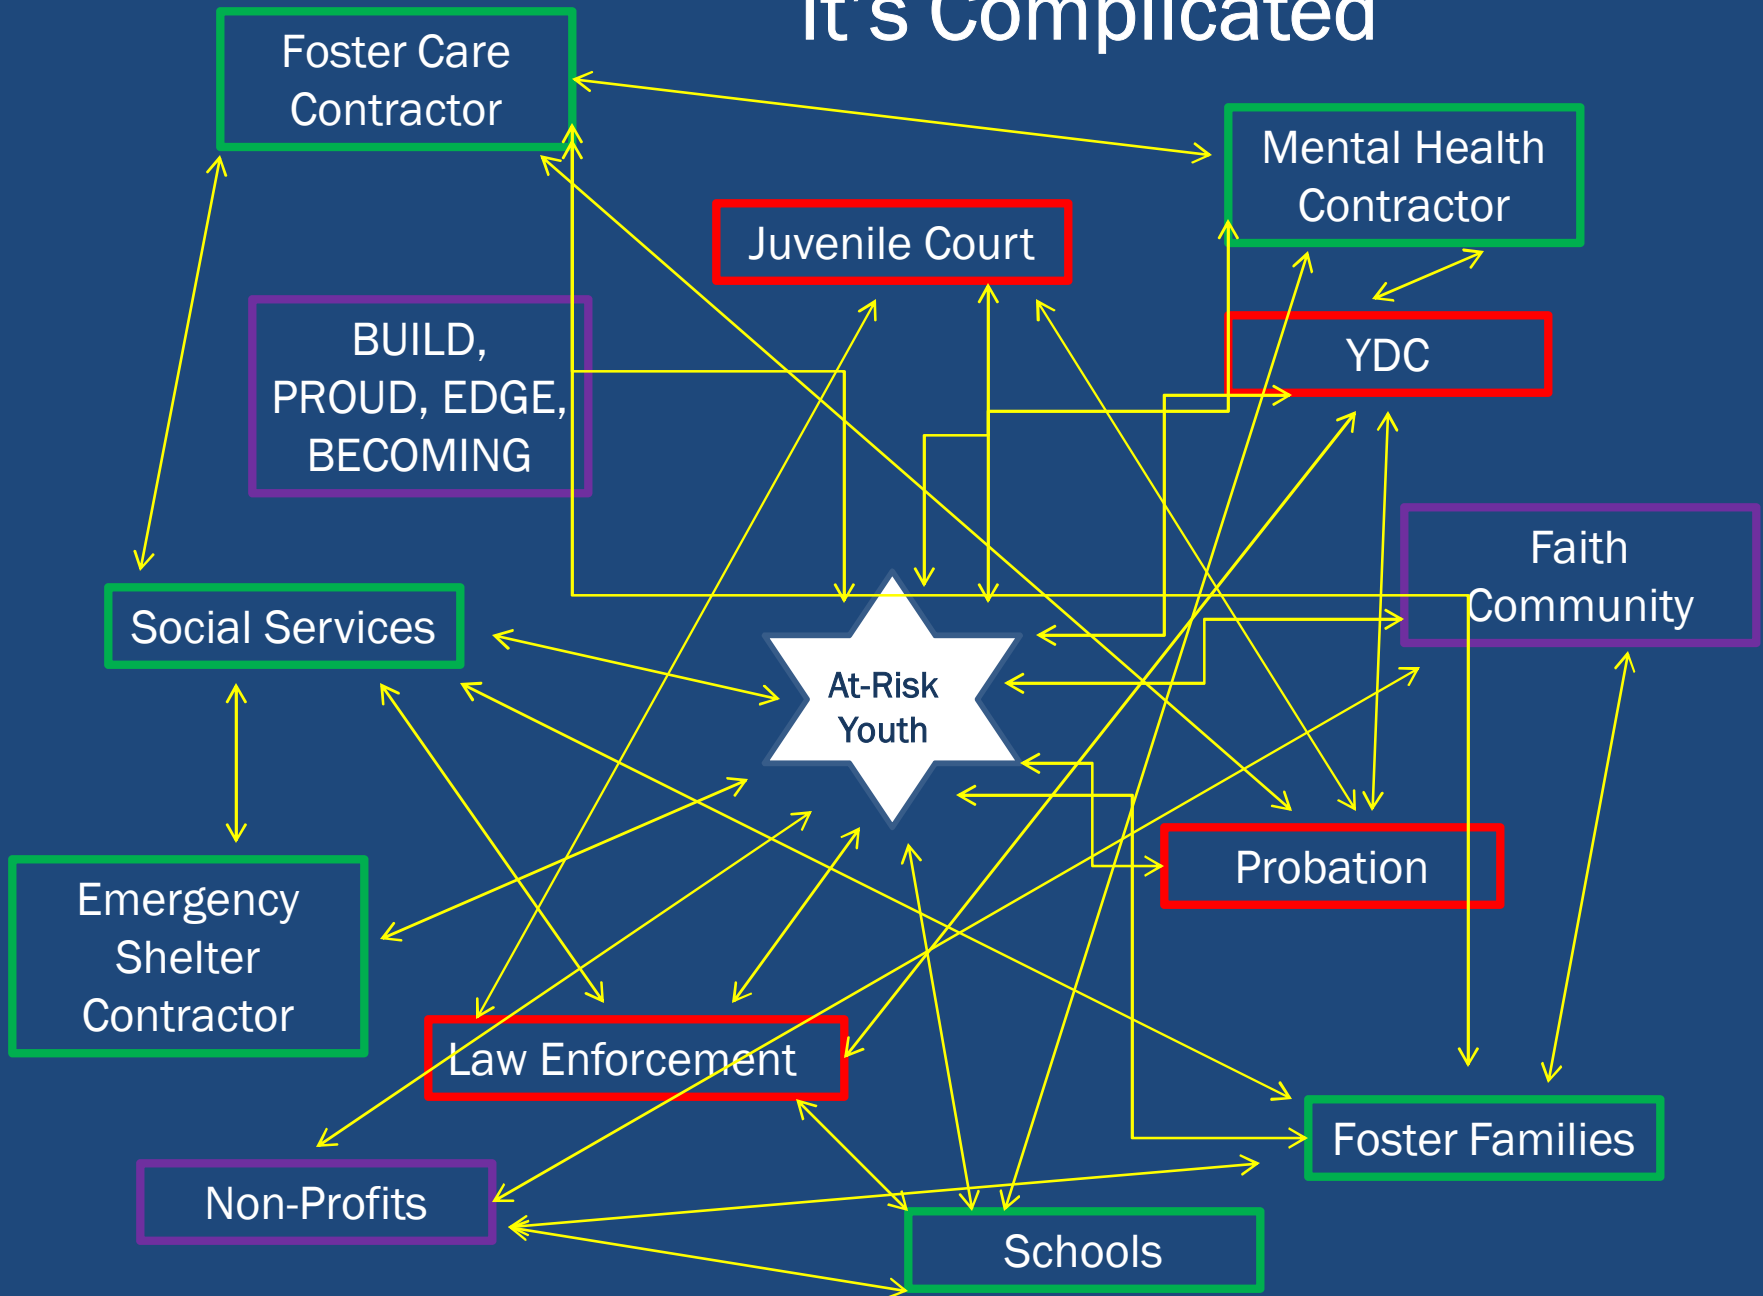 It's Complicated
Foster Care
Contractor
Mental Health
Contractor
Juvenile Court
BUILD,
PROUD, EDGE,
BECOMING
YDC
Faith
Community
Social Services
At-Risk
Youth
Probation
Emergency
Shelter
Contractor
Law Enforcement
Foster Families
Non-Profits
Schools